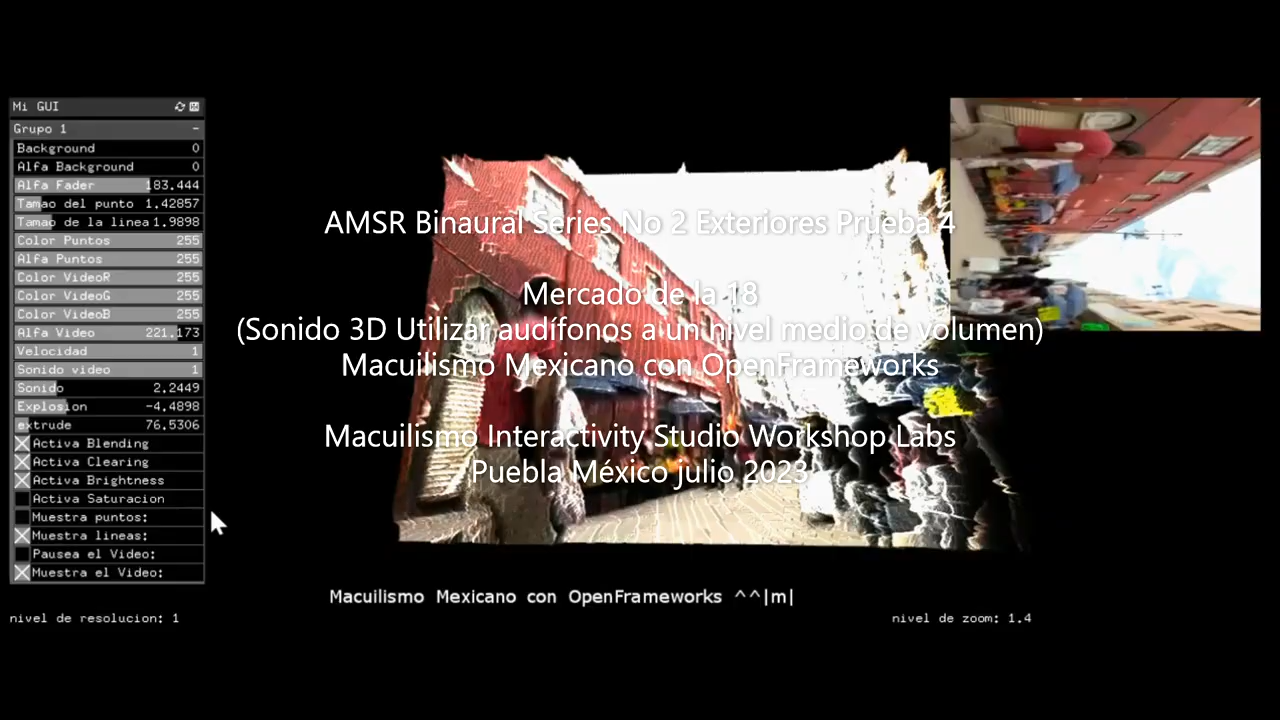 Mi GUI
Grupo 1 -
Background 0
Alfa Background 0
Alfa Fader 183.444
Tamao del punto 1.42857
Tamao de la linea 1.9898
Color Puntos 255
Alfa Puntos 255
Color VideoR 255
Color VideoG 255
Color VideoB 255
Alfa Video 221.173
Velocidad 1
Sonido video 1
Sonido 2.2449
Explosion -4.4898
extrude 76.5306
Activa Blending
Activa Clearing
Activa Brightness
Activa Saturacion
Muestra puntos:
Muestra lineas:
Pausea el Video:
Muestra el Video:
nivel de resolucion: 1
AMSR Binaural Series No 2 Exteriores Prueba 4
Mercado de la 18
(Sonido 3D Utilizar audífonos a un nivel medio de volumen)
Macuilismo Mexicano con OpenFrameworks
Macuilismo Interactivity Studio Workshop Labs
Puebla México julio 2023
Macuilismo Mexicano con OpenFrameworks ^^|m|
nivel de zoom: 1.4